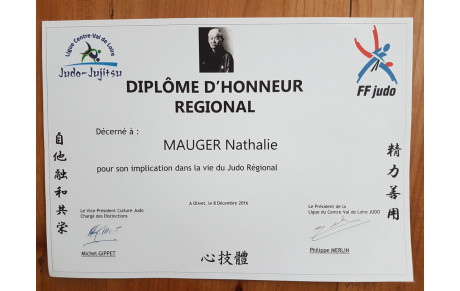 Ligue Centre-Val de Loire
Judo-Jujitsu
FF judo
DIPLÔME D’HONNEUR
REGIONAL
Décerné à :
MAUGER Nathalie
pour son implication dans la vie du Judo Régional
自他融和共栄
精力善用
A Olivet, le 8 Décembre 2016
Le Vice Président Culture Judo
Chargé des Distinctions
Michel GIPPET
Le Président de la
Ligue du Centre-Val de Loire JUDO
Philippe MERLIN
心技體